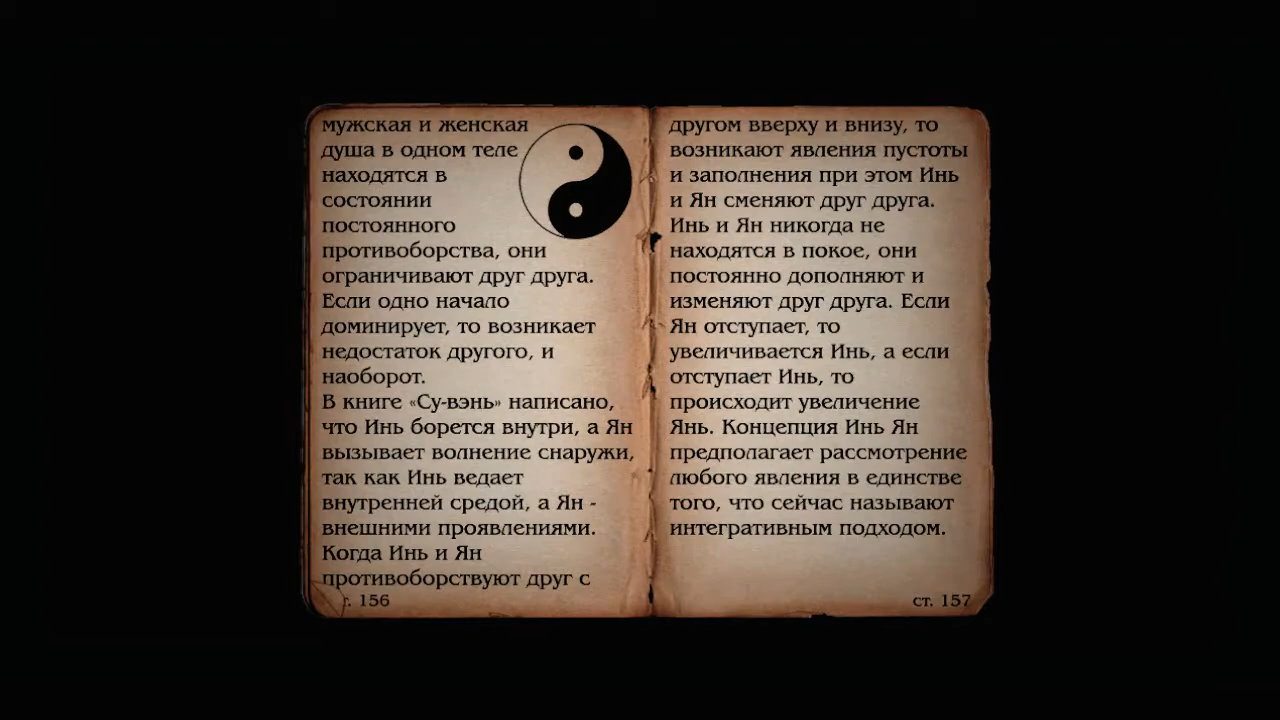 мужская и женская
душа в одном теле
находятся в
состоянии
постоянного
противоборства, они
ограничивают друг друга.
Если одно начало
доминирует, то возникает
недостаток другого, и
наоборот.
В книге «Су-вэнь» написано,
что Инь борется внутри, а Ян
вызывает волнение снаружи,
так как Инь ведает
внутренней средой, а Ян -
внешними проявлениями.
Когда Инь и Ян
противоборствуют друг с
т. 156
другом вверху и внизу, то
возникают явления пустоты
и заполнения при этом Инь
и Ян сменяют друг друга.
Инь и Ян никогда не
находятся в покое, они
постоянно дополняют и
изменяют друг друга. Если
Ян отступает, то
увеличивается Инь, а если
отступает Инь, то
происходит увеличение
Янь. Концепция Инь Ян
предполагает рассмотрение
любого явления в единстве
того, что сейчас называют
интегративным подходом.
ст. 157